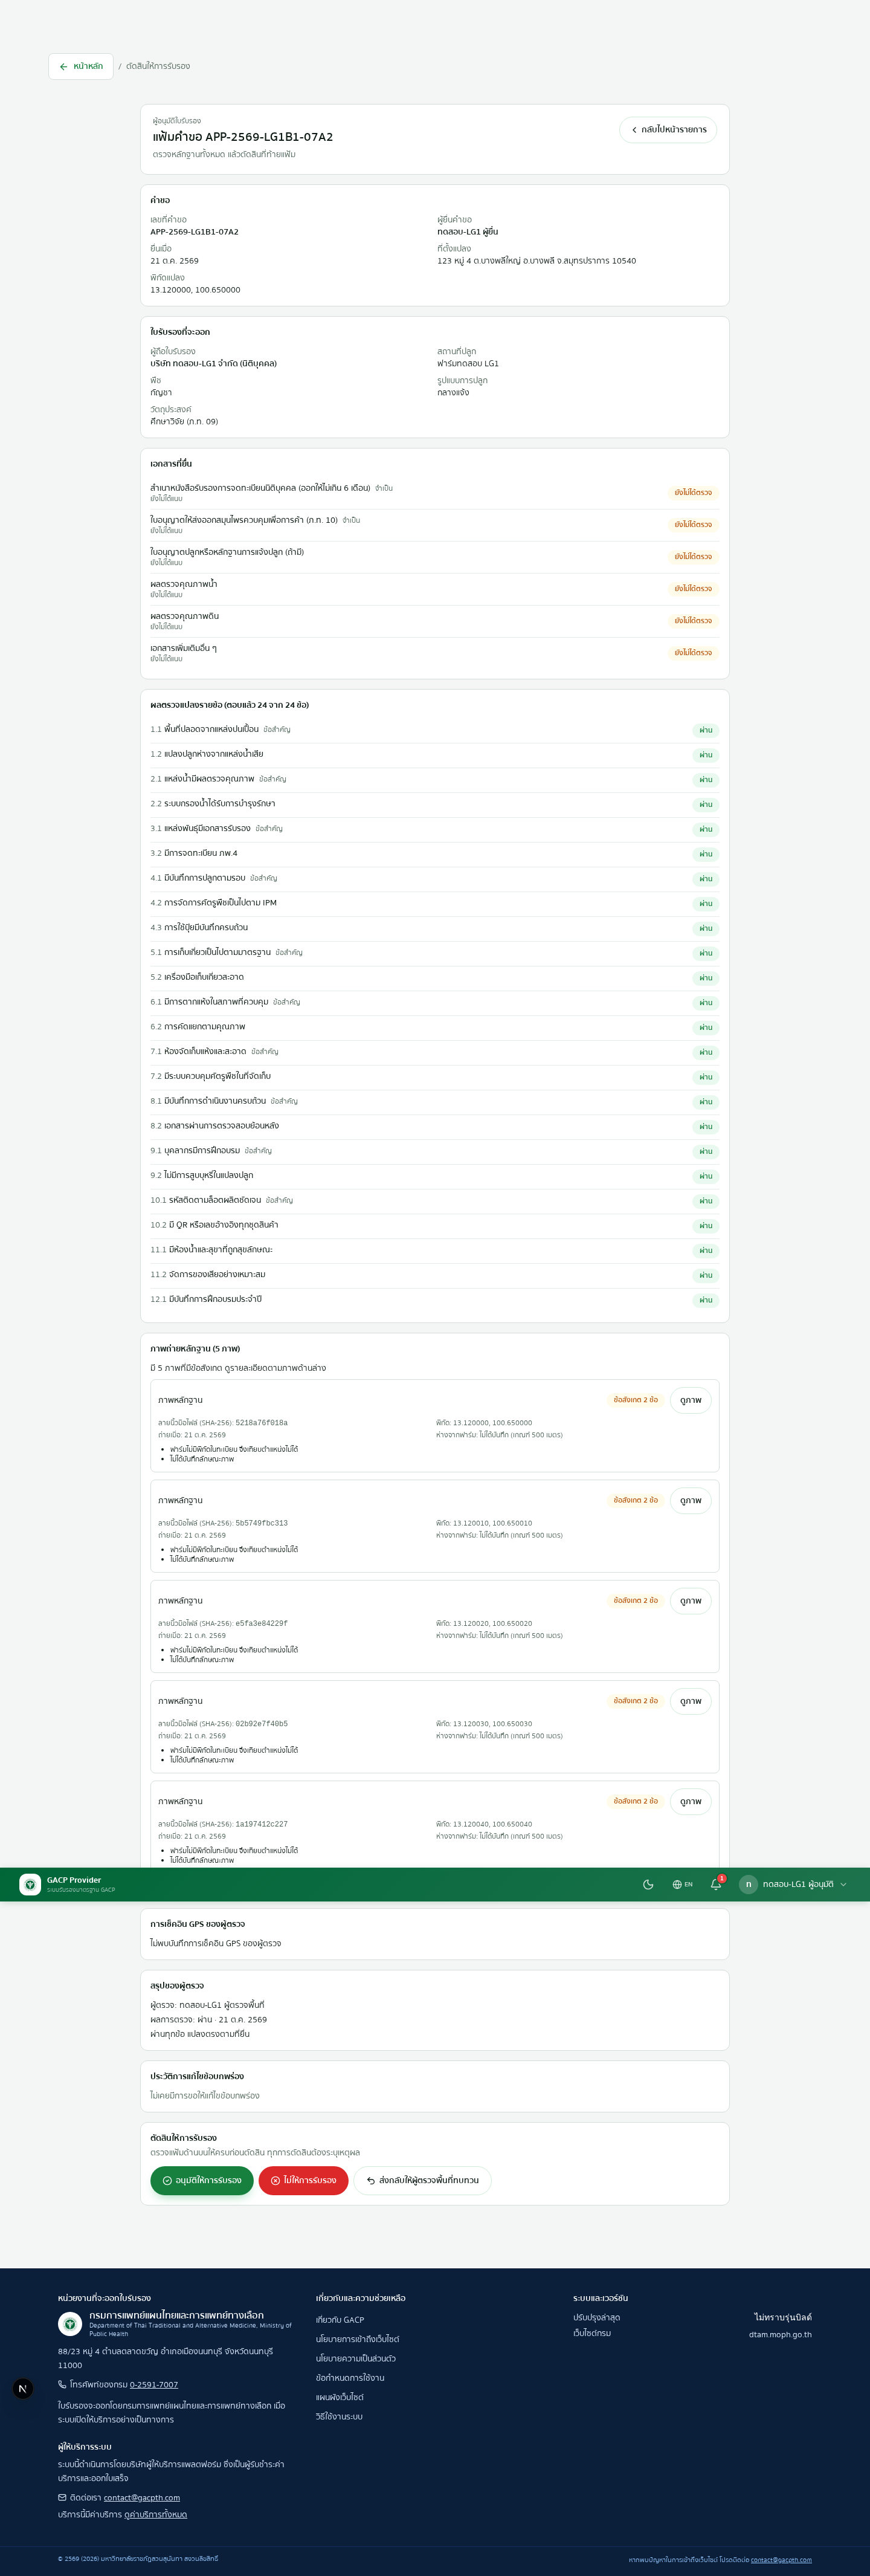 หน้าหลัก / ตัดสินให้การรับรอง
ผู้อนุมัติใบรับรอง
แฟ้มคำขอ APP-2569-LG1B1-07A2
กลับไปหน้ารายการ
ตรวจหลักฐานทั้งหมด แล้วตัดสินที่ท้ายแฟ้ม
คำขอ
เลขที่คำขอ
APP-2569-LG1B1-07A2
ผู้ยื่นคำขอ
ทดสอบ-LG1 ผู้ยื่น
ยื่นเมื่อ
21 ต.ค. 2569
ที่ตั้งแปลง
123 หมู่ 4 ต.บางพลีใหญ่ อ.บางพลี จ.สมุทรปราการ 10540
พิกัดแปลง
13.120000, 100.650000
ใบรับรองที่จะออก
ผู้ถือใบรับรอง
บริษัท ทดสอบ-LG1 จำกัด (นิติบุคคล)
สถานที่ปลูก
ฟาร์มทดสอบ LG1
พืช
กัญชา
รูปแบบการปลูก
กลางแจ้ง
วัตถุประสงค์
ศึกษาวิจัย (ภ.ท. 09)
เอกสารที่ยื่น
สำเนาหนังสือรับรองการจดทะเบียนนิติบุคคล (ออกให้ไม่เกิน 6 เดือน) จำเป็น
ยังไม่ได้แนบ
ยังไม่ได้ตรวจ
ใบอนุญาตให้ส่งออกสมุนไพรควบคุมเพื่อการค้า (ภ.ท. 10) จำเป็น
ยังไม่ได้แนบ
ยังไม่ได้ตรวจ
ใบอนุญาตปลูกหรือหลักฐานการแจ้งปลูก (ถ้ามี)
ยังไม่ได้แนบ
ยังไม่ได้ตรวจ
ผลตรวจคุณภาพน้ำ
ยังไม่ได้แนบ
ยังไม่ได้ตรวจ
ผลตรวจคุณภาพดิน
ยังไม่ได้แนบ
ยังไม่ได้ตรวจ
เอกสารเพิ่มเติมอื่น ๆ
ยังไม่ได้แนบ
ยังไม่ได้ตรวจ
ผลตรวจแปลงรายข้อ (ตอบแล้ว 24 จาก 24 ข้อ)
1.1 พื้นที่ปลอดจากแหล่งปนเปื้อน ข้อสำคัญ ผ่าน
1.2 แปลงปลูกห่างจากแหล่งน้ำเสีย ผ่าน
2.1 แหล่งน้ำมีผลตรวจคุณภาพ ข้อสำคัญ ผ่าน
2.2 ระบบกรองน้ำได้รับการบำรุงรักษา ผ่าน
3.1 แหล่งพันธุ์มีเอกสารรับรอง ข้อสำคัญ ผ่าน
3.2 มีการจดทะเบียน ภพ.4 ผ่าน
4.1 มีบันทึกการปลูกตามรอบ ข้อสำคัญ ผ่าน
4.2 การจัดการศัตรูพืชเป็นไปตาม IPM ผ่าน
4.3 การใช้ปุ๋ยมีบันทึกครบถ้วน ผ่าน
5.1 การเก็บเกี่ยวเป็นไปตามมาตรฐาน ข้อสำคัญ ผ่าน
5.2 เครื่องมือเก็บเกี่ยวสะอาด ผ่าน
6.1 มีการตากแห้งในสภาพที่ควบคุม ข้อสำคัญ ผ่าน
6.2 การคัดแยกตามคุณภาพ ผ่าน
7.1 ห้องจัดเก็บแห้งและสะอาด ข้อสำคัญ ผ่าน
7.2 มีระบบควบคุมศัตรูพืชในที่จัดเก็บ ผ่าน
8.1 มีบันทึกการดำเนินงานครบถ้วน ข้อสำคัญ ผ่าน
8.2 เอกสารผ่านการตรวจสอบย้อนหลัง ผ่าน
9.1 บุคลากรมีการฝึกอบรม ข้อสำคัญ ผ่าน
9.2 ไม่มีการสูบบุหรี่ในแปลงปลูก ผ่าน
10.1 รหัสติดตามล็อตผลิตชัดเจน ข้อสำคัญ ผ่าน
10.2 มี QR หรือเลขอ้างอิงทุกชุดสินค้า ผ่าน
11.1 มีห้องน้ำและสุขาที่ถูกสุขลักษณะ ผ่าน
11.2 จัดการของเสียอย่างเหมาะสม ผ่าน
12.1 มีบันทึกการฝึกอบรมประจำปี ผ่าน
ภาพถ่ายหลักฐาน (5 ภาพ)
มี 5 ภาพที่มีข้อสังเกต ดูรายละเอียดตามภาพด้านล่าง
ภาพหลักฐาน ข้อสังเกต 2 ข้อ ดูภาพ
ลายนิ้วมือไฟล์ (SHA-256): 5218a76f018a พิกัด: 13.120000, 100.650000
ถ่ายเมื่อ: 21 ต.ค. 2569 ห่างจากฟาร์ม: ไม่ได้บันทึก (เกณฑ์ 500 เมตร)
ฟาร์มไม่มีพิกัดในทะเบียน จึงเทียบตำแหน่งไม่ได้
ไม่ได้บันทึกลักษณะภาพ
ภาพหลักฐาน ข้อสังเกต 2 ข้อ ดูภาพ
ลายนิ้วมือไฟล์ (SHA-256): 5b5749fbc313 พิกัด: 13.120010, 100.650010
ถ่ายเมื่อ: 21 ต.ค. 2569 ห่างจากฟาร์ม: ไม่ได้บันทึก (เกณฑ์ 500 เมตร)
ฟาร์มไม่มีพิกัดในทะเบียน จึงเทียบตำแหน่งไม่ได้
ไม่ได้บันทึกลักษณะภาพ
ภาพหลักฐาน ข้อสังเกต 2 ข้อ ดูภาพ
ลายนิ้วมือไฟล์ (SHA-256): e5fa3e84229f พิกัด: 13.120020, 100.650020
ถ่ายเมื่อ: 21 ต.ค. 2569 ห่างจากฟาร์ม: ไม่ได้บันทึก (เกณฑ์ 500 เมตร)
ฟาร์มไม่มีพิกัดในทะเบียน จึงเทียบตำแหน่งไม่ได้
ไม่ได้บันทึกลักษณะภาพ
ภาพหลักฐาน ข้อสังเกต 2 ข้อ ดูภาพ
ลายนิ้วมือไฟล์ (SHA-256): 02b92e7f40b5 พิกัด: 13.120030, 100.650030
ถ่ายเมื่อ: 21 ต.ค. 2569 ห่างจากฟาร์ม: ไม่ได้บันทึก (เกณฑ์ 500 เมตร)
ฟาร์มไม่มีพิกัดในทะเบียน จึงเทียบตำแหน่งไม่ได้
ไม่ได้บันทึกลักษณะภาพ
ภาพหลักฐาน ข้อสังเกต 2 ข้อ ดูภาพ
ลายนิ้วมือไฟล์ (SHA-256): 1a197412c227 พิกัด: 13.120040, 100.650040
ถ่ายเมื่อ: 21 ต.ค. 2569 ห่างจากฟาร์ม: ไม่ได้บันทึก (เกณฑ์ 500 เมตร)
ฟาร์มไม่มีพิกัดในทะเบียน จึงเทียบตำแหน่งไม่ได้
ไม่ได้บันทึกลักษณะภาพ
GACP Provider
ระบบรับรองมาตรฐาน GACP
EN 1 ท ทดสอบ-LG1 ผู้อนุมัติ
การเช็คอิน GPS ของผู้ตรวจ
ไม่พบบันทึกการเช็คอิน GPS ของผู้ตรวจ
สรุปของผู้ตรวจ
ผู้ตรวจ: ทดสอบ-LG1 ผู้ตรวจพื้นที่
ผลการตรวจ: ผ่าน · 21 ต.ค. 2569
ผ่านทุกข้อ แปลงตรงตามที่ยื่น
ประวัติการแก้ไขข้อบกพร่อง
ไม่เคยมีการขอให้แก้ไขข้อบกพร่อง
ตัดสินให้การรับรอง
ตรวจแฟ้มด้านบนให้ครบก่อนตัดสิน ทุกการตัดสินต้องระบุเหตุผล
อนุมัติให้การรับรอง ไม่ให้การรับรอง ส่งกลับให้ผู้ตรวจพื้นที่ทบทวน
หน่วยงานที่จะออกใบรับรอง
กรมการแพทย์แผนไทยและการแพทย์ทางเลือก
Department of Thai Traditional and Alternative Medicine, Ministry of
Public Health
88/23 หมู่ 4 ตำบลตลาดขวัญ อำเภอเมืองนนทบุรี จังหวัดนนทบุรี
11000
โทรศัพท์ของกรม 0-2591-7007
ใบรับรองจะออกโดยกรมการแพทย์แผนไทยและการแพทย์ทางเลือก เมื่อ
ระบบเปิดให้บริการอย่างเป็นทางการ
ผู้ให้บริการระบบ
ระบบนี้ดำเนินการโดยบริษัทผู้ให้บริการแพลตฟอร์ม ซึ่งเป็นผู้รับชำระค่า
บริการและออกใบเสร็จ
ติดต่อเรา contact@gacpth.com
บริการนี้มีค่าบริการ ดูค่าบริการทั้งหมด
เกี่ยวกับและความช่วยเหลือ
เกี่ยวกับ GACP
นโยบายการเข้าถึงเว็บไซต์
นโยบายความเป็นส่วนตัว
ข้อกำหนดการใช้งาน
แผนผังเว็บไซต์
วิธีใช้งานระบบ
ระบบและเวอร์ชัน
ปรับปรุงล่าสุด ไม่ทราบรุ่นบิลด์
เว็บไซต์กรม dtam.moph.go.th
N
© 2569 (2026) มหาวิทยาลัยราชภัฏสวนสุนันทา สงวนลิขสิทธิ์
หากพบปัญหาในการเข้าถึงเว็บไซต์ โปรดติดต่อ contact@gacpth.com